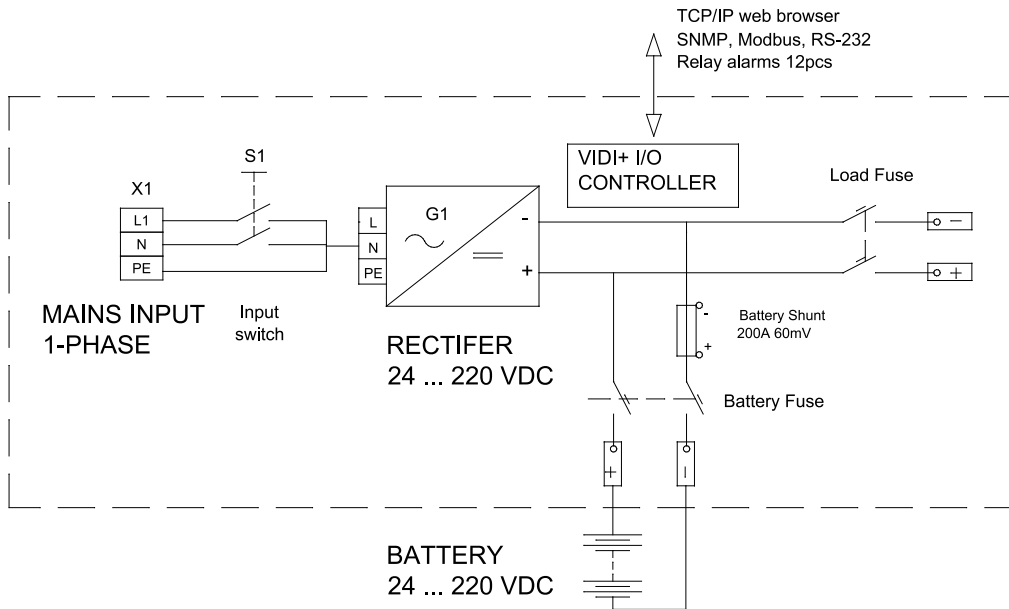 TCP/IP web browser
SNMP, Modbus, RS-232
Relay alarms 12pcs
S1
VIDI+ I/O
CONTROLLER
Load Fuse
X1
L1
N
PE
L
N
PE
G1
-
+
−
+
MAINS INPUT
1-PHASE
Input
switch
RECTIFER
24 ... 220 VDC
-
+
Battery Shunt
200A 60mV
Battery Fuse
+
−
BATTERY
24 ... 220 VDC